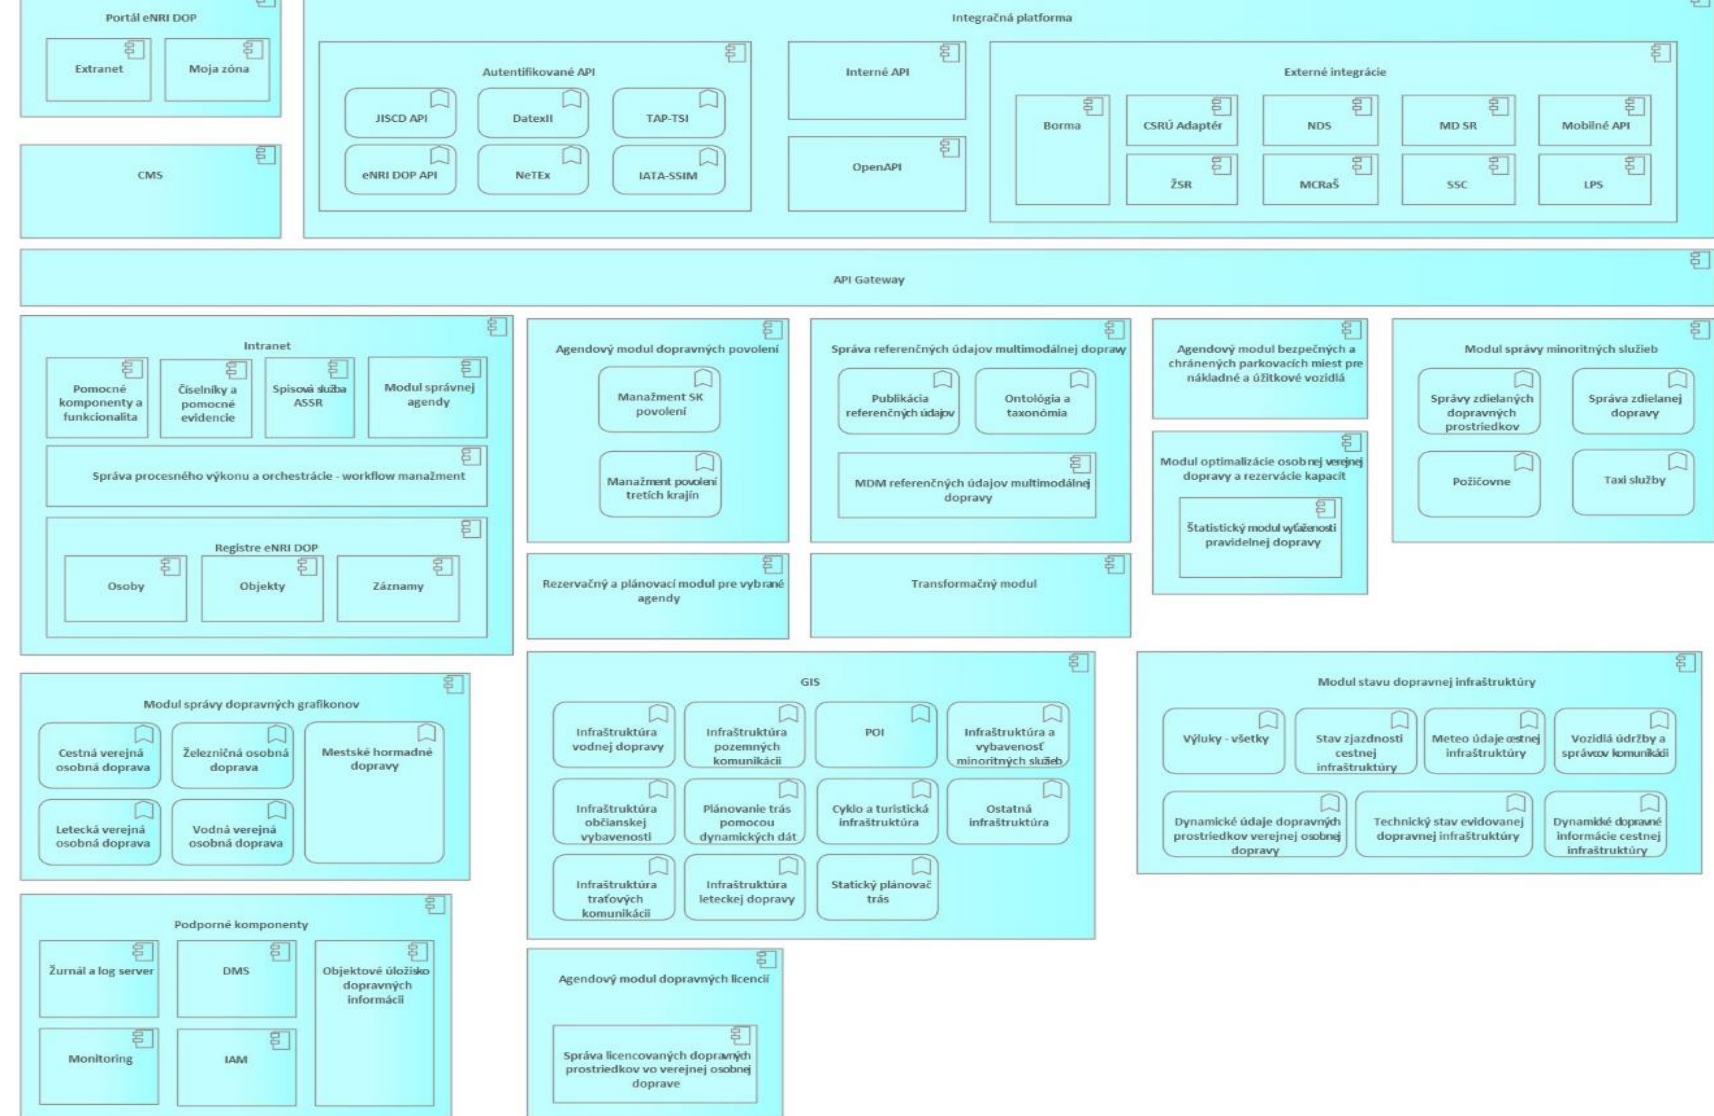 Portál eNRI DOP
Extranet
Moja zóna
CMS
Integračná platforma
Autentifikované API
JISCD API
DatexII
TAP-TSI
eNRI DOP API
NeTEx
IATA-SSIM
Interné API
OpenAPI
Externé integrácie
Borma
CSRÚ Adaptér
NDS
MD SR
Mobilné API
ŽSR
MCRaŠ
SSC
LPS
API Gateway
Intranet
Pomocné
komponenty a
funkcionalita
Číselníky a
pomocné
evidencie
Spisová služba
ASSR
Modul správnej
agendy
Správa procesného výkonu a orchestrácie - workflow manažment
Registre eNRI DOP
Osoby
Objekty
Záznamy
Agendový modul dopravných povolení
Manažment SK
povolení
Manažment povolení
tretích krajín
Správa referenčných údajov multimodálnej dopravy
Publikácia
referenčných údajov
Ontológia a
taxonómia
MDM referenčných údajov multimodálnej
dopravy
Agendový modul bezpečných a
chránených parkovacích miest pre
nákladné a úžitkové vozidlá
Modul optimalizácie osobnej verejnej
dopravy a rezervácie kapacít
Štatistický modul vyťaženosti
pravidelnej dopravy
Modul správy minoritných služieb
Správy zdielaných
dopravných
prostriedkov
Správa zdielanej
dopravy
Požičovne
Taxi služby
Rezervačný a plánovací modul pre vybrané
agendy
Transformačný modul
Modul správy dopravných grafikonov
Cestná verejná
osobná doprava
Železničná osobná
doprava
Mestské hormadné
dopravy
Letecká verejná
osobná doprava
Vodná verejná
osobná doprava
GIS
Infraštruktúra
vodnej dopravy
Infraštruktúra
pozemných
komunikácii
POI
Infraštruktúra a
vybavenosť
minoritných služieb
Infraštruktúra
občianskej
vybavenosti
Plánovanie trás
pomocou
dynamických dát
Cyklo a turistická
infraštruktúra
Ostatná
infraštruktúra
Infraštruktúra
traťových
komunikácii
Infraštruktúra
leteckej dopravy
Statický plánovač
trás
Modul stavu dopravnej infraštruktúry
Výluky - všetky
Stav zjazdnosti
cestnej
infraštruktúry
Meteo údaje cestnej
infraštruktúry
Vozidlá údržby a
správcov komunikácii
Dynamické údaje dopravných
prostriedkov verejnej osobnej
dopravy
Technický stav evidovanej
dopravnej infraštruktúry
Dynamické dopravné
informácie cestnej
infraštruktúry
Podporné komponenty
Žurnál a log server
DMS
Objektové úložisko
dopravných
informácii
Monitoring
IAM
Agendový modul dopravných licencií
Správa licencovaných dopravných
prostriedkov vo verejnej osobnej
doprave